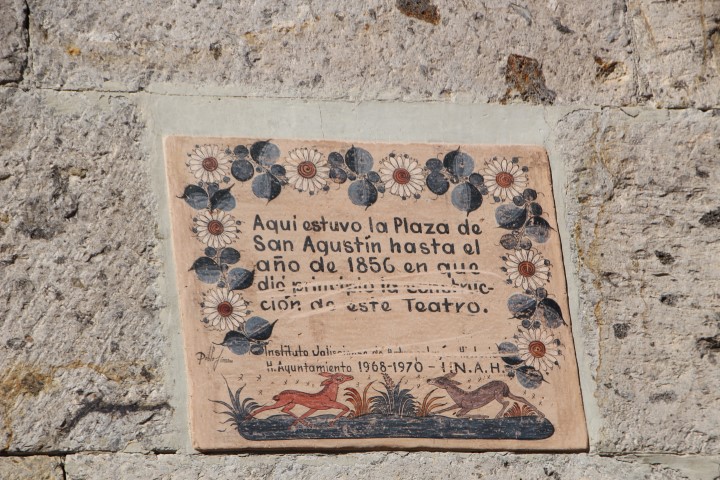 Aquí estuvo la Plaza de
San Agustín hasta el
año de 1856 en que
dió principio la construc-
ción de este Teatro.
Instituto Jalisciense de
H. Ayuntamiento 1968-1970 - I.N.A.H.